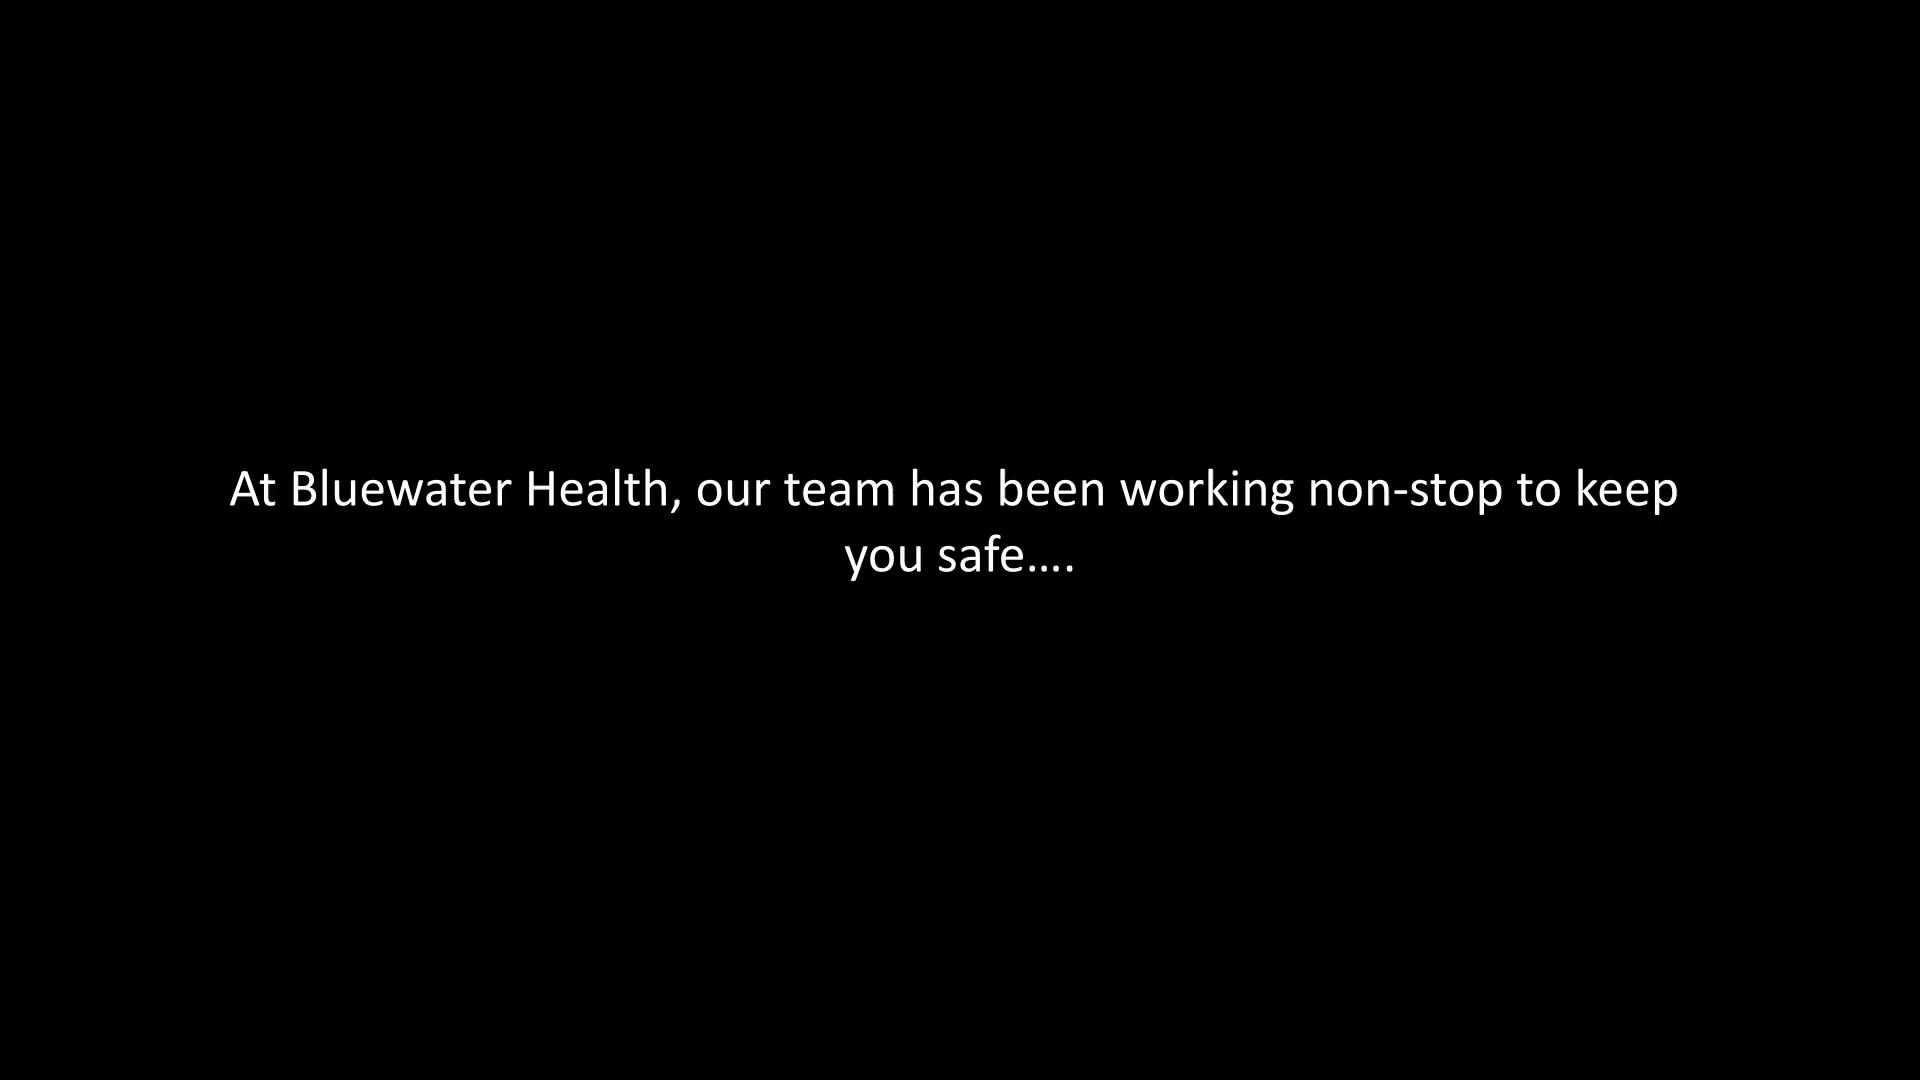 At Bluewater Health, our team has been working non-stop to keep
you safe....